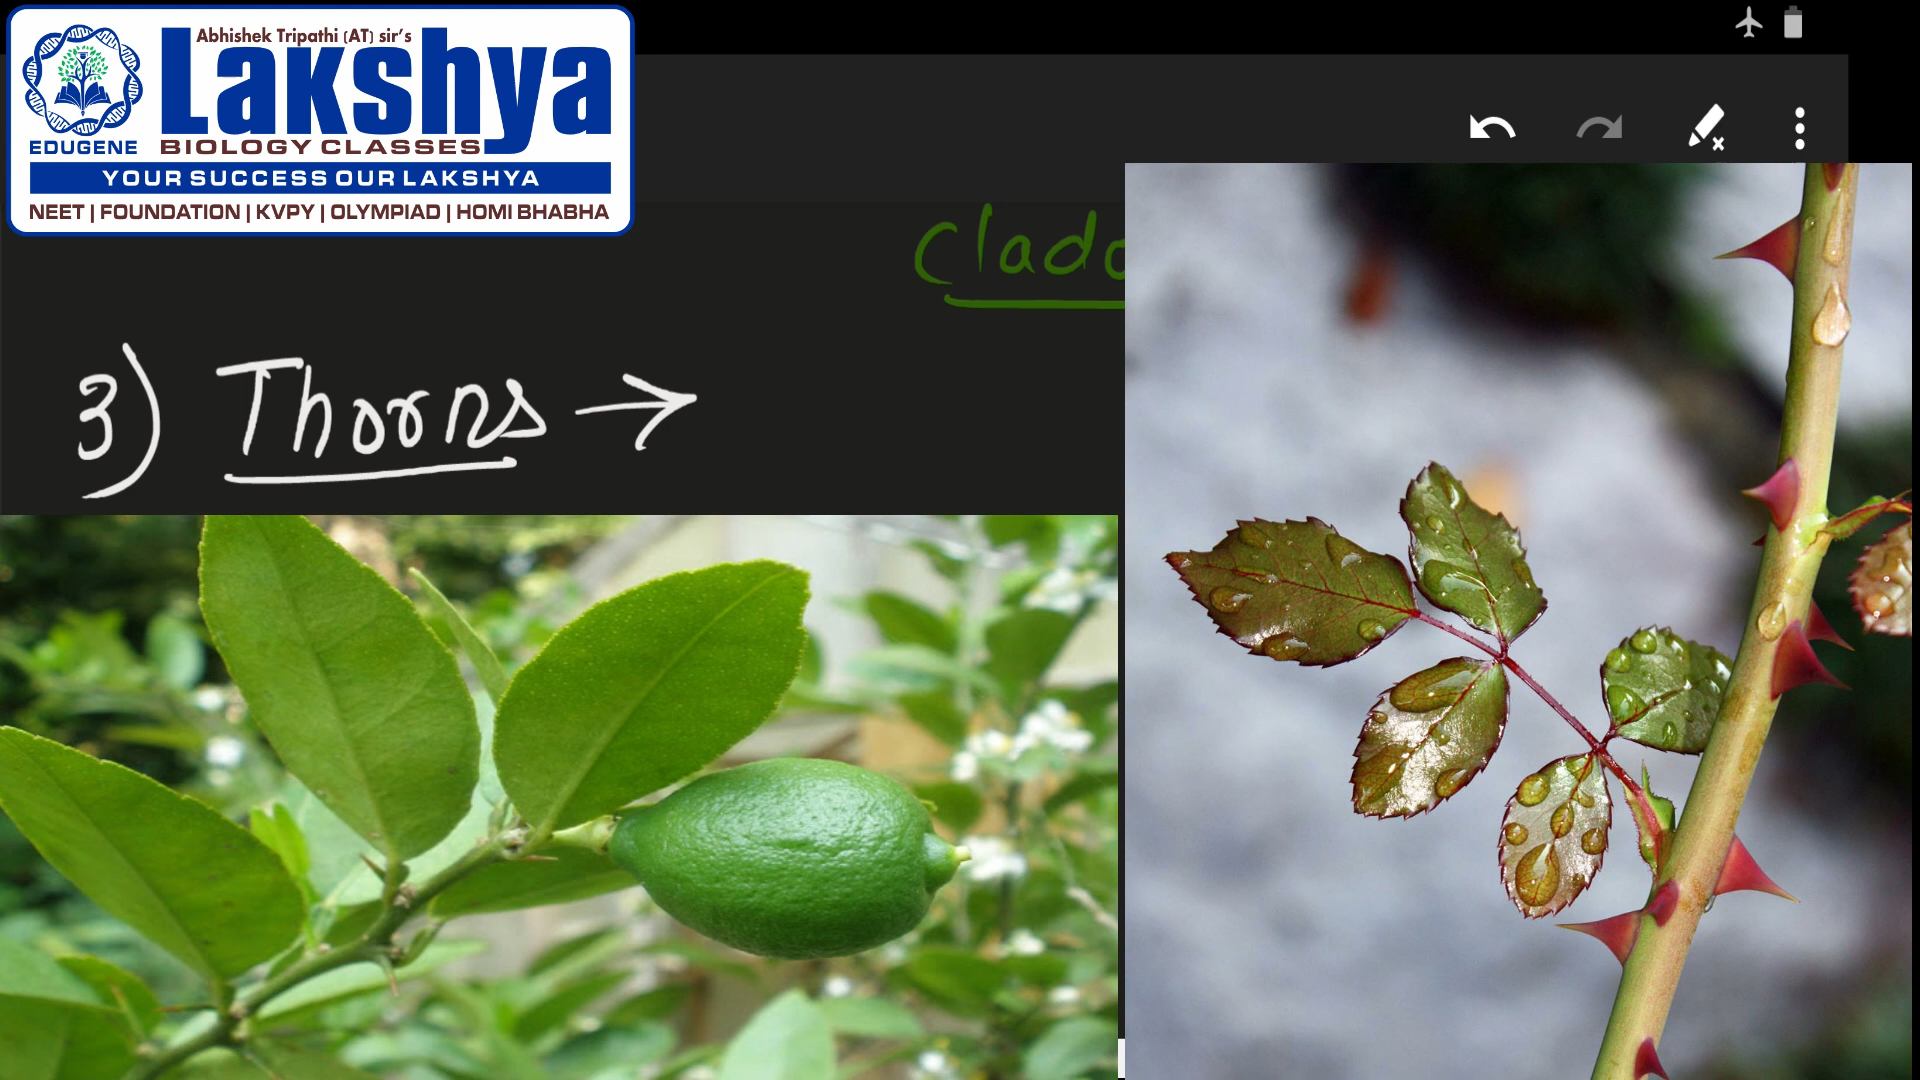 Abhishek Tripathi (AT) sir's
Lakshya
EDUGENE
BIOLOGY CLASSES
YOUR SUCCESS OUR LAKSHYA
NEET | FOUNDATION | KVPY | OLYMPIAD | HOMI BHABHA
3) Thorns →